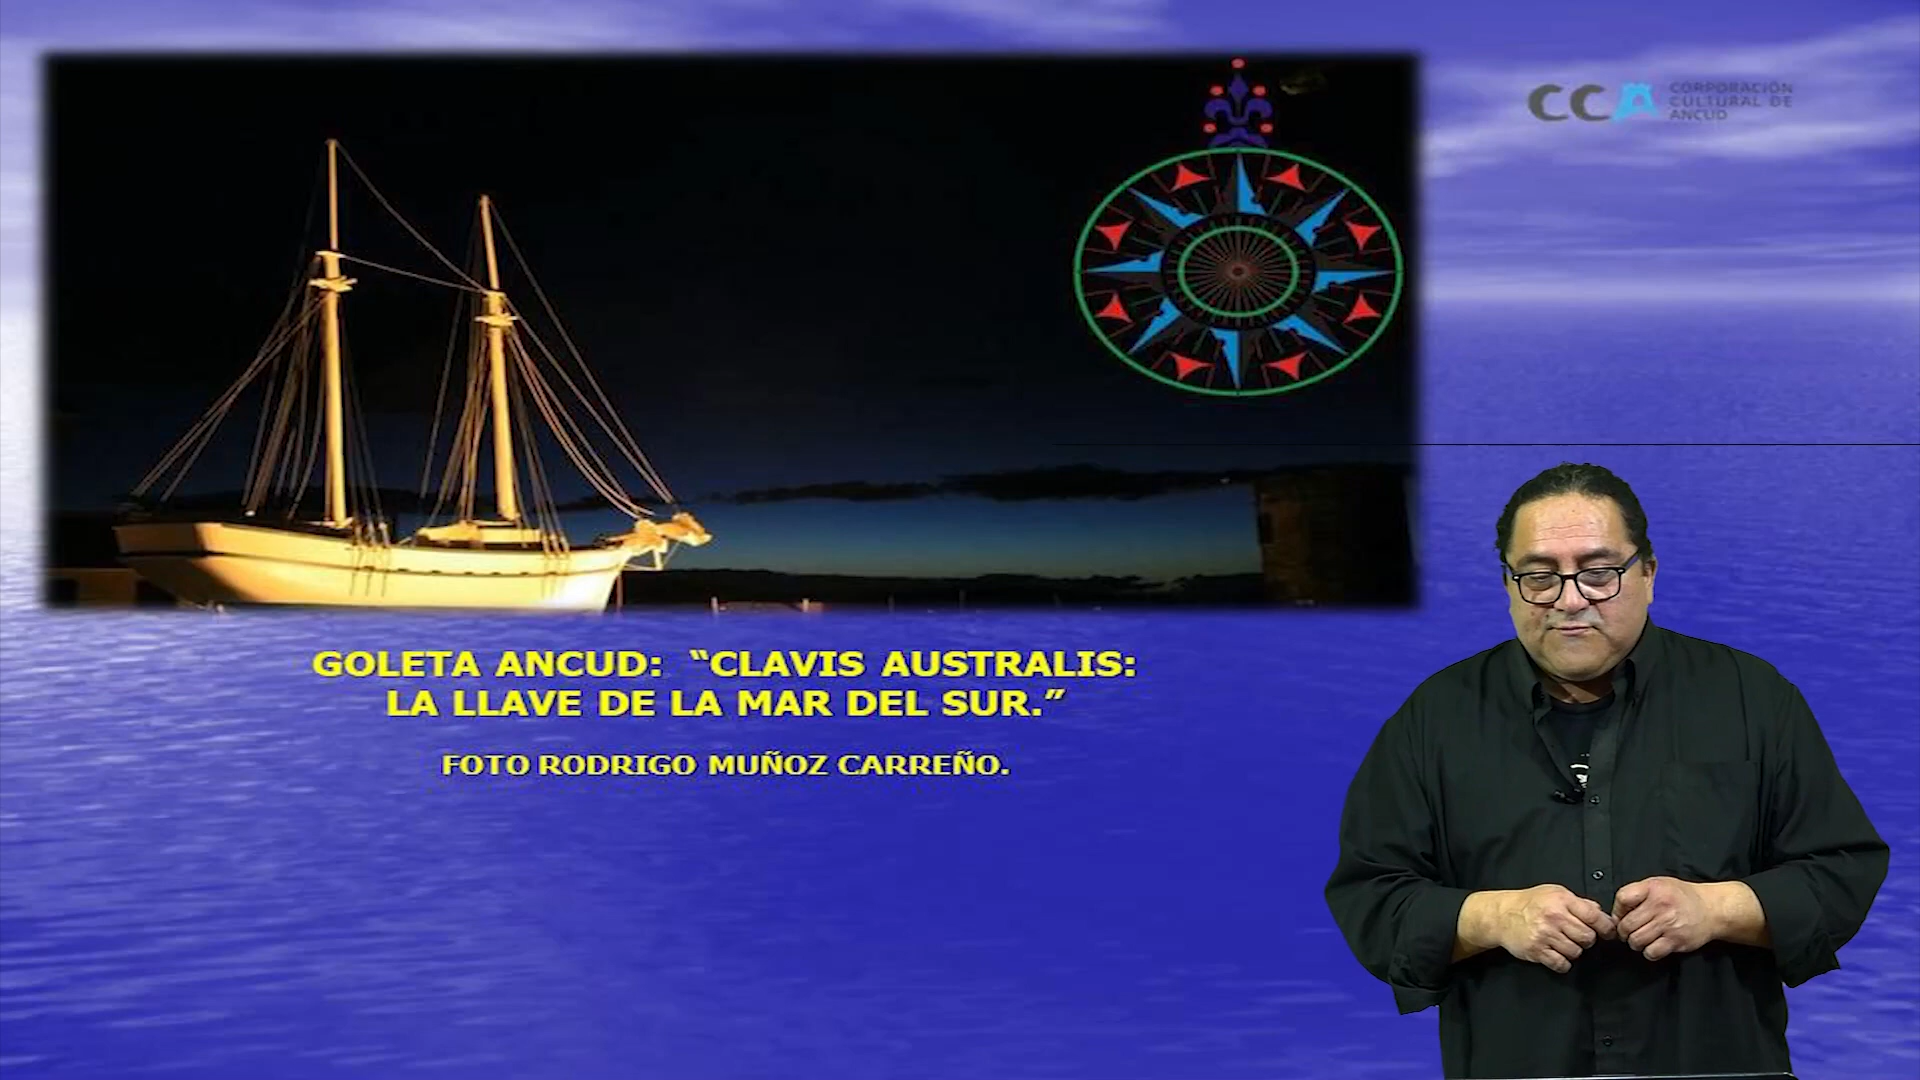 CCA CORPORACIÓN
CULTURAL DE
ANCUD
GOLETA ANCUD: “CLAVIS AUSTRALIS:
LA LLAVE DE LA MAR DEL SUR.”
FOTO RODRIGO MUÑOZ CARREÑO.